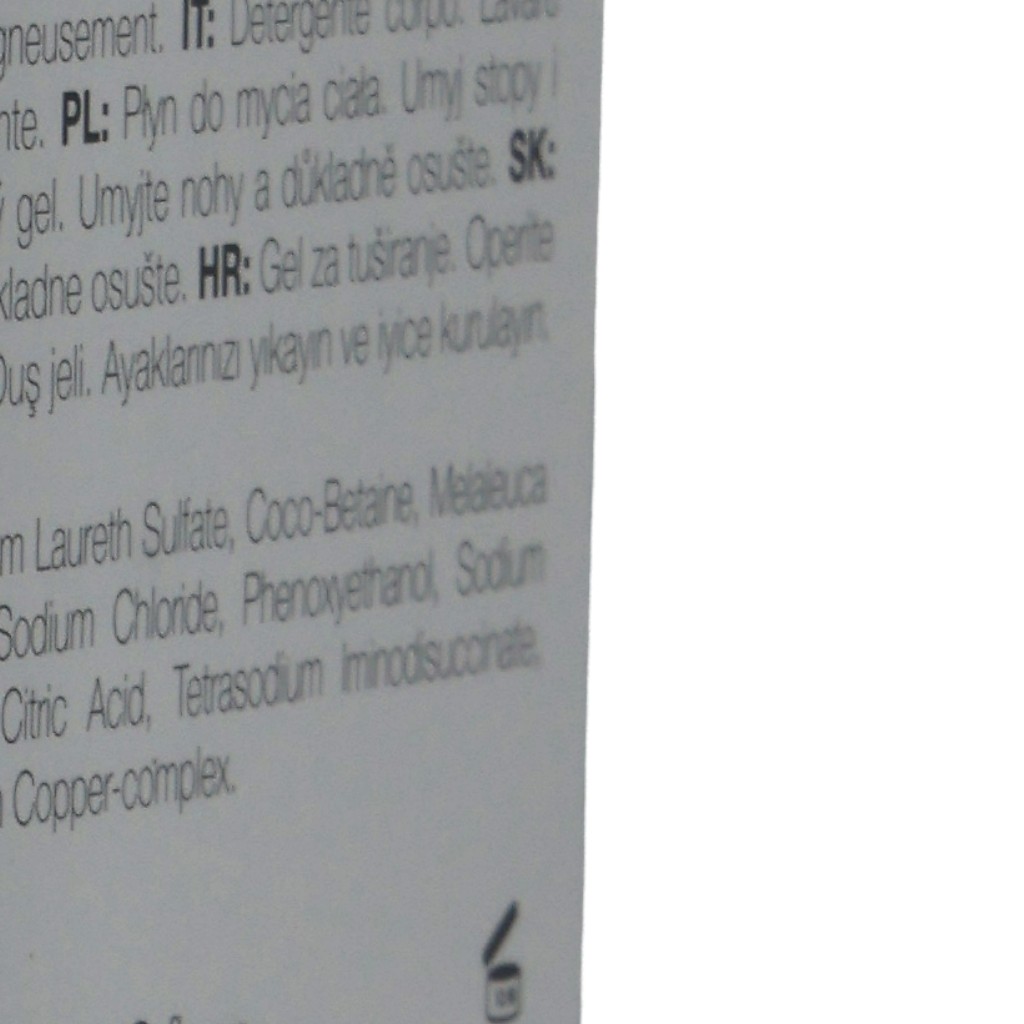 gneusement. IT: Detergente corpo. Lavare
nte. PL: Płyn do mycia ciała. Umyj stopy i
gel. Umyjte nohy a důkladně osušte. SK:
kladne osušte. HR: Gel za tuširanje. Operite
Duş jeli. Ayaklarınızı yıkayın ve iyice kurulayın.
m Laureth Sulfate, Coco-Betaine, Melaleuca
Sodium Chloride, Phenoxyethanol, Sodium
Citric Acid, Tetrasodium Iminodisuccinate,
Copper-complex.